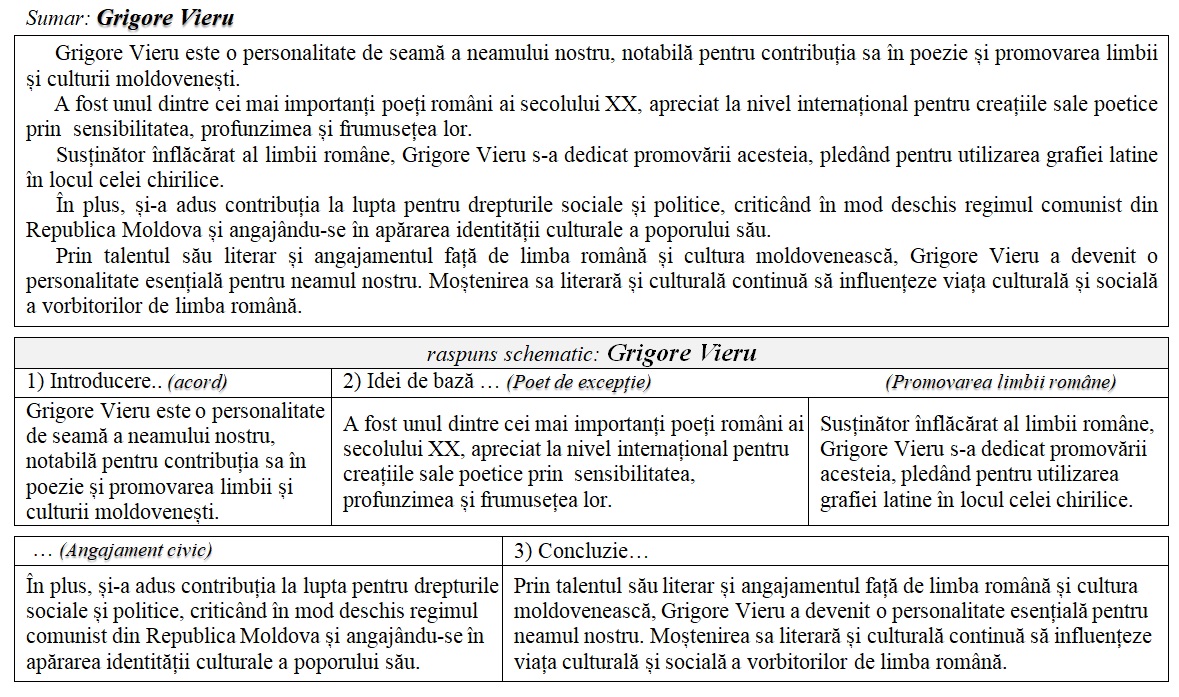 Sumar: Grigore Vieru
Grigore Vieru este o personalitate de seamă a neamului nostru, notabilă pentru contribuția sa în poezie și promovarea limbii
și culturii moldovenești.
A fost unul dintre cei mai importanți poeți români ai secolului XX, apreciat la nivel internațional pentru creațiile sale poetice
prin sensibilitatea, profunzimea și frumusețea lor.
Susținător înflăcărat al limbii române, Grigore Vieru s-a dedicat promovării acesteia, pledând pentru utilizarea grafiei latine
în locul celei chirilice.
În plus, și-a adus contribuția la lupta pentru drepturile sociale și politice, criticând în mod deschis regimul comunist din
Republica Moldova și angajându-se în apărarea identității culturale a poporului său.
Prin talentul său literar și angajamentul față de limba română și cultura moldovenească, Grigore Vieru a devenit o
personalitate esențială pentru neamul nostru. Moștenirea sa literară și culturală continuă să influențeze viața culturală și socială
a vorbitorilor de limba română.
raspuns schematic: Grigore Vieru
1) Introducere.. (acord)
Grigore Vieru este o personalitate
de seamă a neamului nostru,
notabilă pentru contribuția sa în
poezie și promovarea limbii și
culturii moldovenești.
2) Idei de bază … (Poet de excepție)
A fost unul dintre cei mai importanți poeți români ai
secolului XX, apreciat la nivel internațional pentru
creațiile sale poetice prin sensibilitatea,
profunzimea și frumusețea lor.
(Promovarea limbii române)
Susținător înflăcărat al limbii române,
Grigore Vieru s-a dedicat promovării
acesteia, pledând pentru utilizarea
grafiei latine în locul celei chirilice.
… (Angajament civic)
În plus, și-a adus contribuția la lupta pentru drepturile
sociale și politice, criticând în mod deschis regimul
comunist din Republica Moldova și angajându-se în
apărarea identității culturale a poporului său.
3) Concluzie…
Prin talentul său literar și angajamentul față de limba română și cultura
moldovenească, Grigore Vieru a devenit o personalitate esențială pentru
neamul nostru. Moștenirea sa literară și culturală continuă să influențeze
viața culturală și socială a vorbitorilor de limba română.